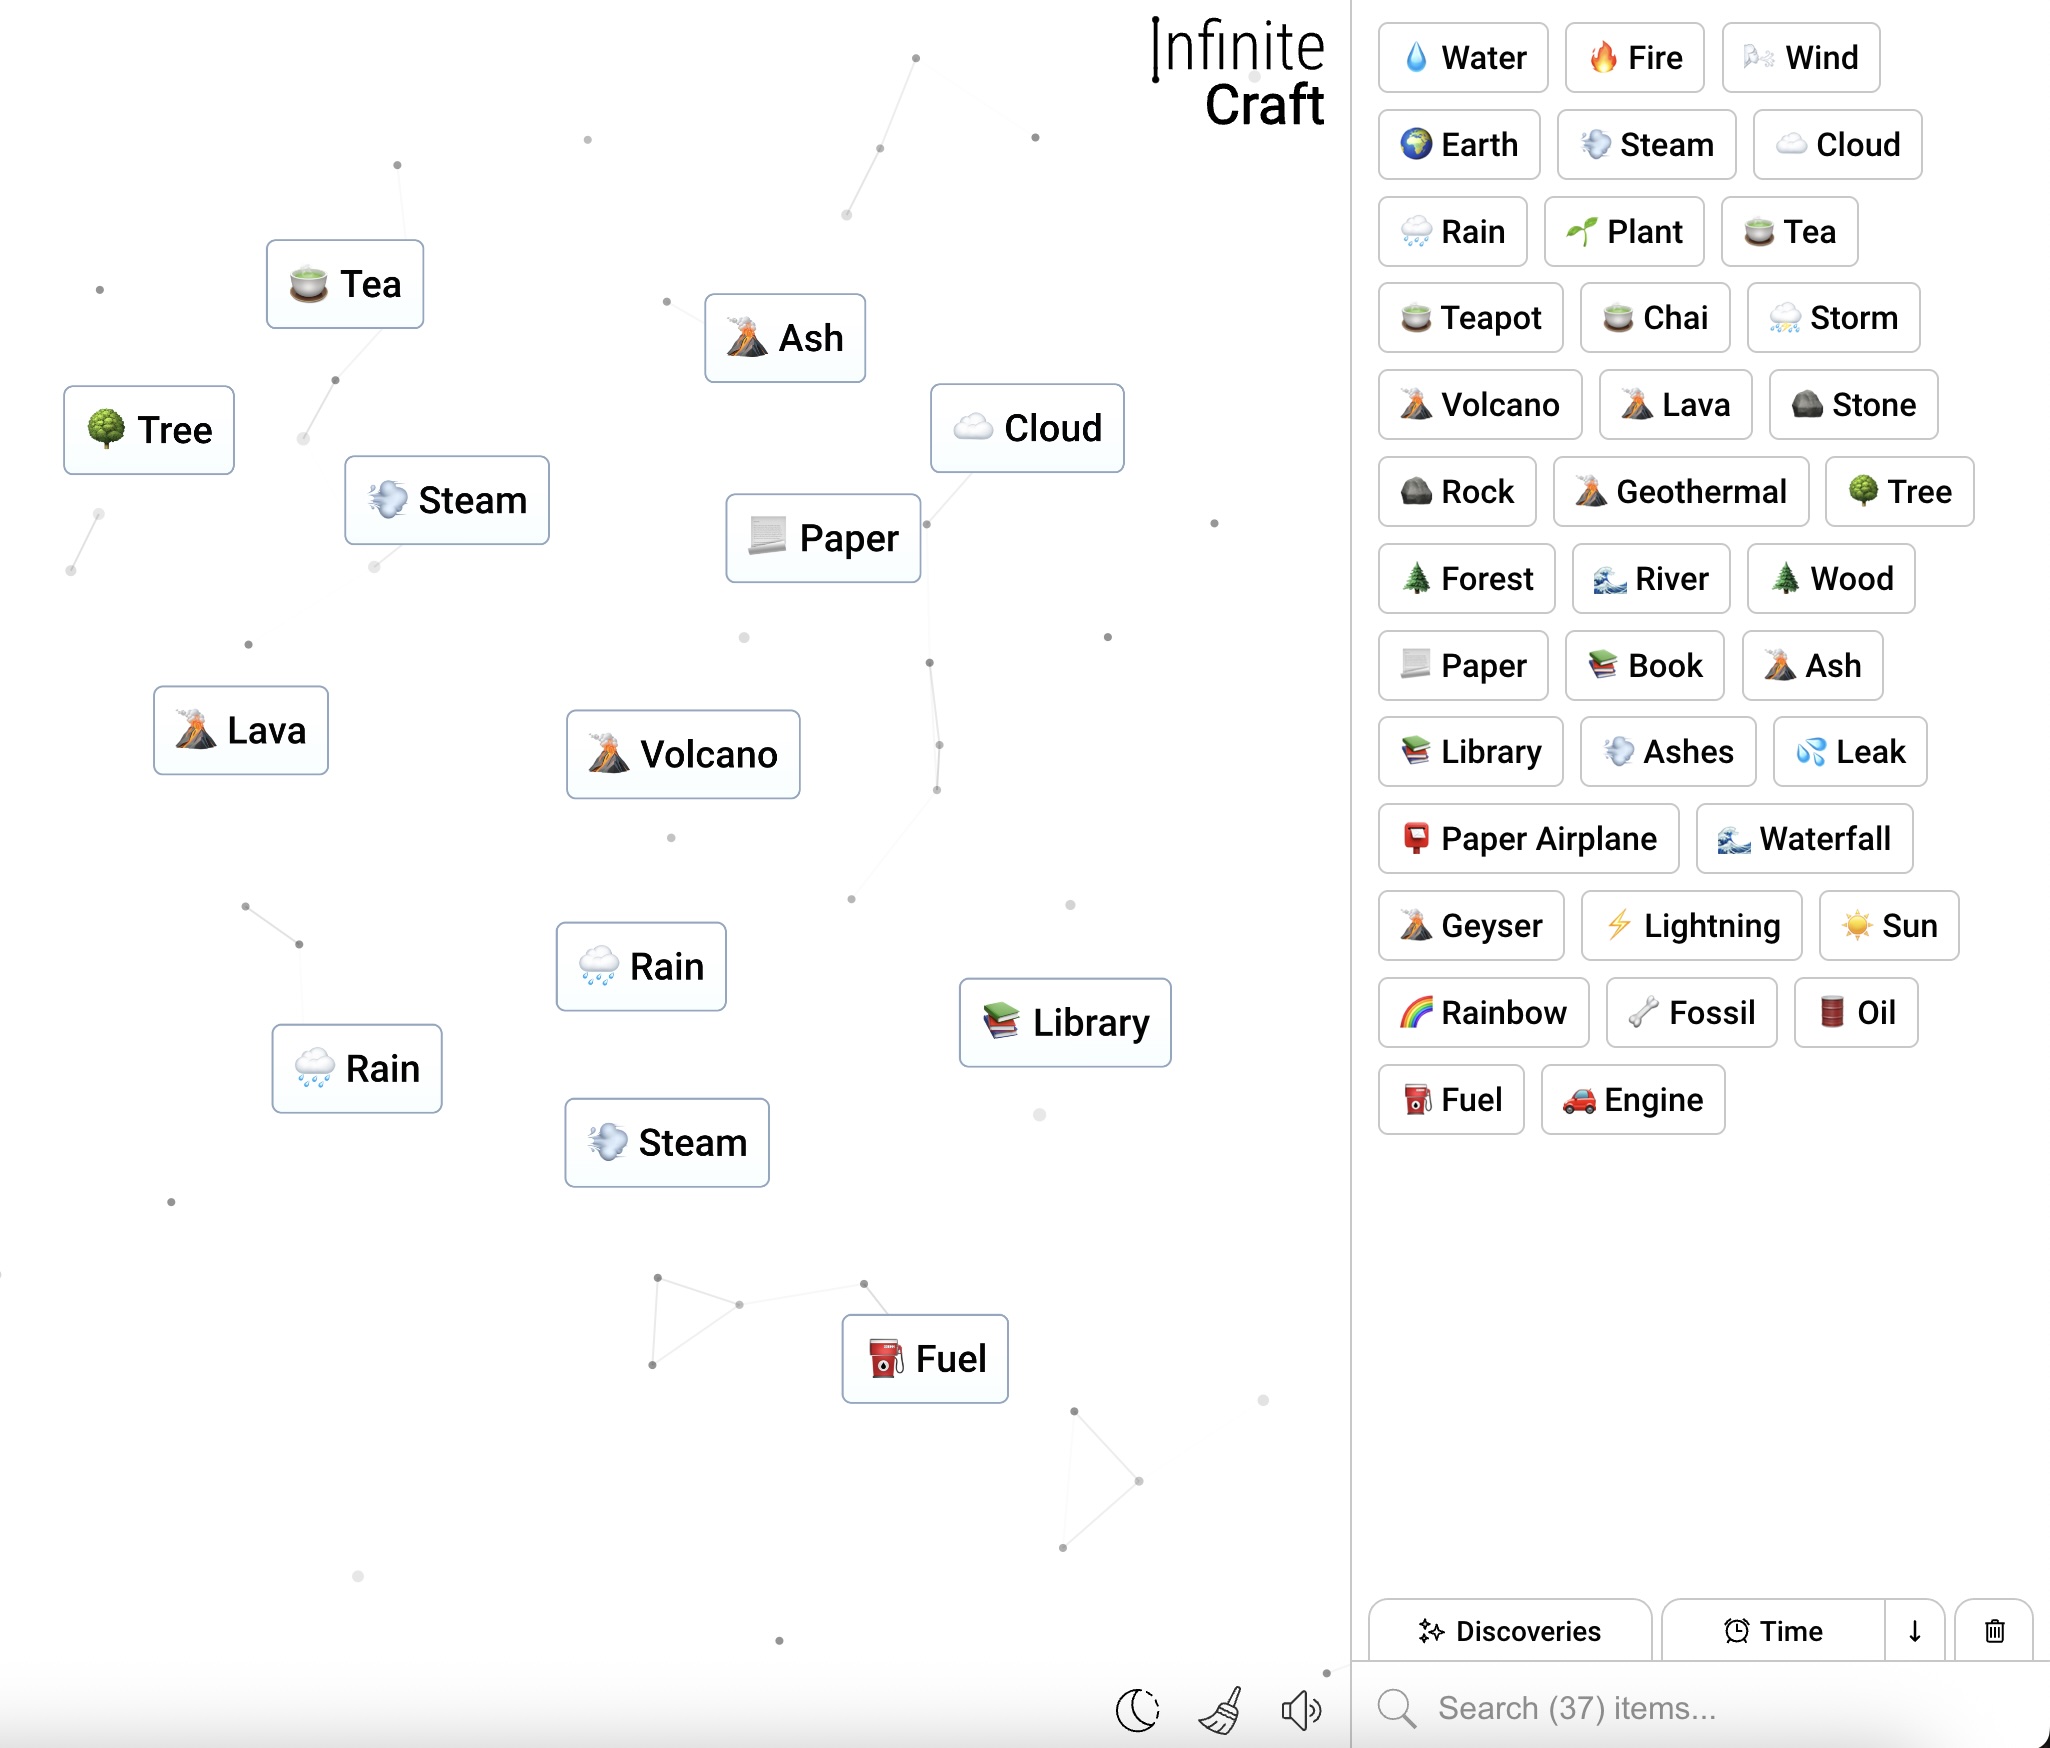 Infinite
Craft
Tea
Ash
Tree
Cloud
Steam
Paper
Lava
Volcano
Rain
Library
Rain
Steam
Fuel
Water Fire Wind
Earth Steam Cloud
Rain Plant Tea
Teapot Chai Storm
Volcano Lava Stone
Rock Geothermal Tree
Forest River Wood
Paper Book Ash
Library Ashes Leak
Paper Airplane Waterfall
Geyser Lightning Sun
Rainbow Fossil Oil
Fuel Engine
Discoveries Time
Search (37) items...